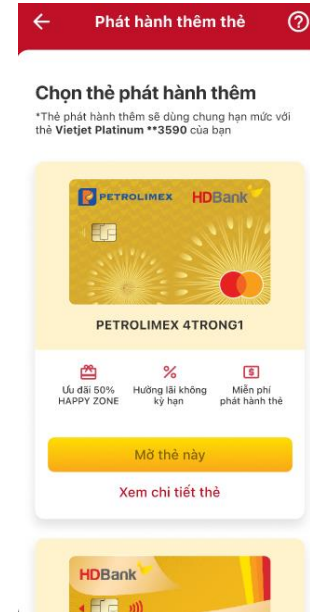 Phát hành thêm thẻ
Chọn thẻ phát hành thêm
*Thẻ phát hành thêm sẽ dùng chung hạn mức với
thẻ Vietjet Platinum **3590 của bạn
PETROLIMEX HDBank
PETROLIMEX 4TRONG1
Ưu đãi 50%
HAPPY ZONE
Hưởng lãi không
kỳ hạn
Miễn phí
phát hành thẻ
Mở thẻ này
Xem chi tiết thẻ
HDBank